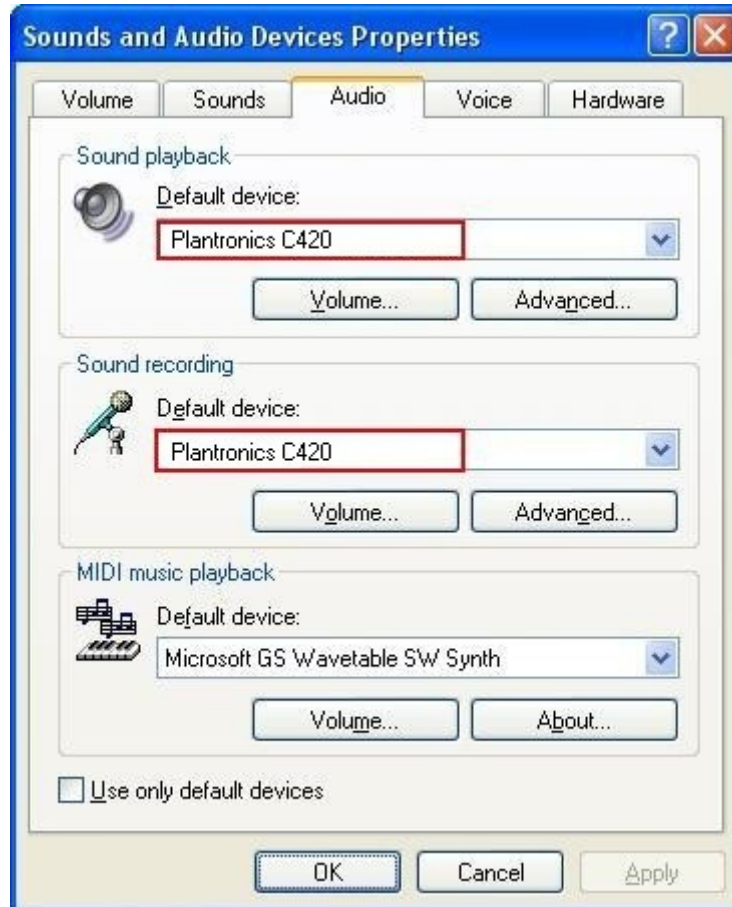 Sounds and Audio Devices Properties
?
Volume Sounds Audio Voice Hardware
Sound playback
Default device:
Plantronics C420
Volume... Advanced...
Sound recording
Default device:
Plantronics C420
Volume... Advanced...
MIDI music playback
Default device:
Microsoft GS Wavetable SW Synth
Volume... About...
Use only default devices
OK Cancel Apply